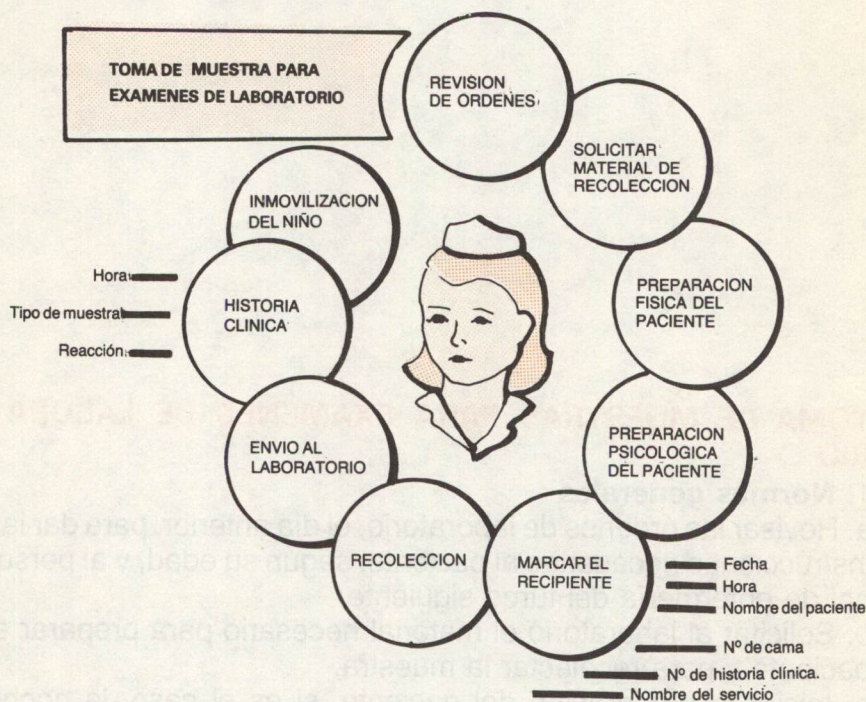 TOMA DE MUESTRA PARA
EXAMENES DE LABORATORIO
REVISION
DE ORDENES
SOLICITAR
MATERIAL DE
RECOLECCION
PREPARACION
FISICA DEL
PACIENTE
PREPARACION
PSICOLOGICA
DEL PACIENTE
MARCAR EL
RECIPIENTE
Fecha
Hora
Nombre del paciente
Nº de cama
Nº de historia clínica.
Nombre del servicio
RECOLECCION
ENVIO AL
LABORATORIO
HISTORIA
CLINICA
Hora
Tipo de muestra
Reacción
INMOVILIZACION
DEL NIÑO